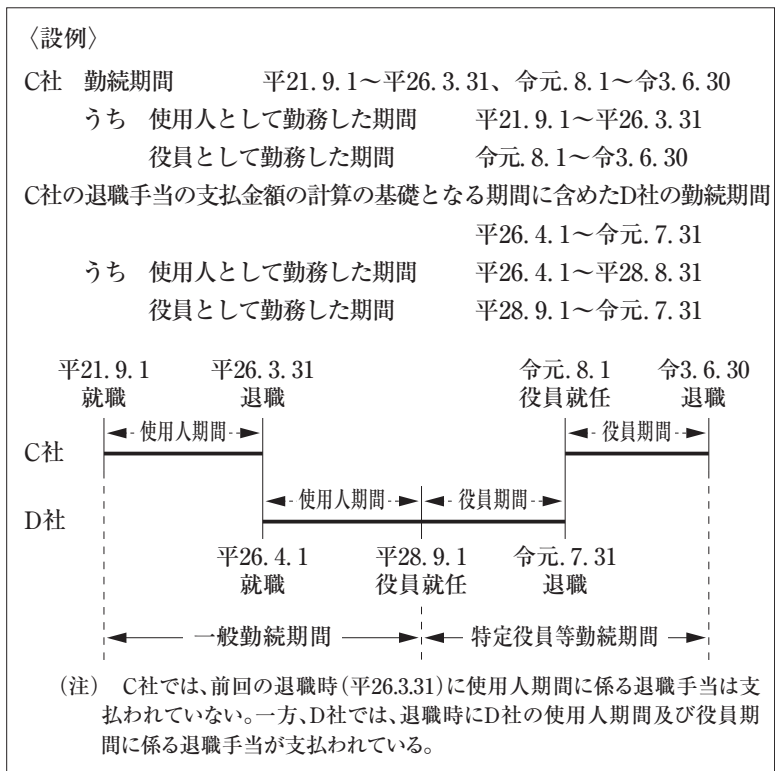 〈設例〉
C社 勤続期間 平21.9.1～平26.3.31、令元.8.1～令3.6.30
うち 使用人として勤務した期間 平21.9.1～平26.3.31
役員として勤務した期間 令元.8.1～令3.6.30
C社の退職手当の支払金額の計算の基礎となる期間に含めたD社の勤続期間
平26.4.1～令元.7.31
うち 使用人として勤務した期間 平26.4.1～平28.8.31
役員として勤務した期間 平28.9.1～令元.7.31
平21.9.1 平26.3.31 令元.8.1 令3.6.30
就職 退職 役員就任 退職
使用人期間 役員期間
C社
使用人期間 役員期間
D社
平26.4.1 平28.9.1 令元.7.31
就職 役員就任 退職
一般勤続期間 特定役員等勤続期間
(注) C社では、前回の退職時(平26.3.31)に使用人期間に係る退職手当は支
払われていない。一方、D社では、退職時にD社の使用人期間及び役員期
間に係る退職手当が支払われている。